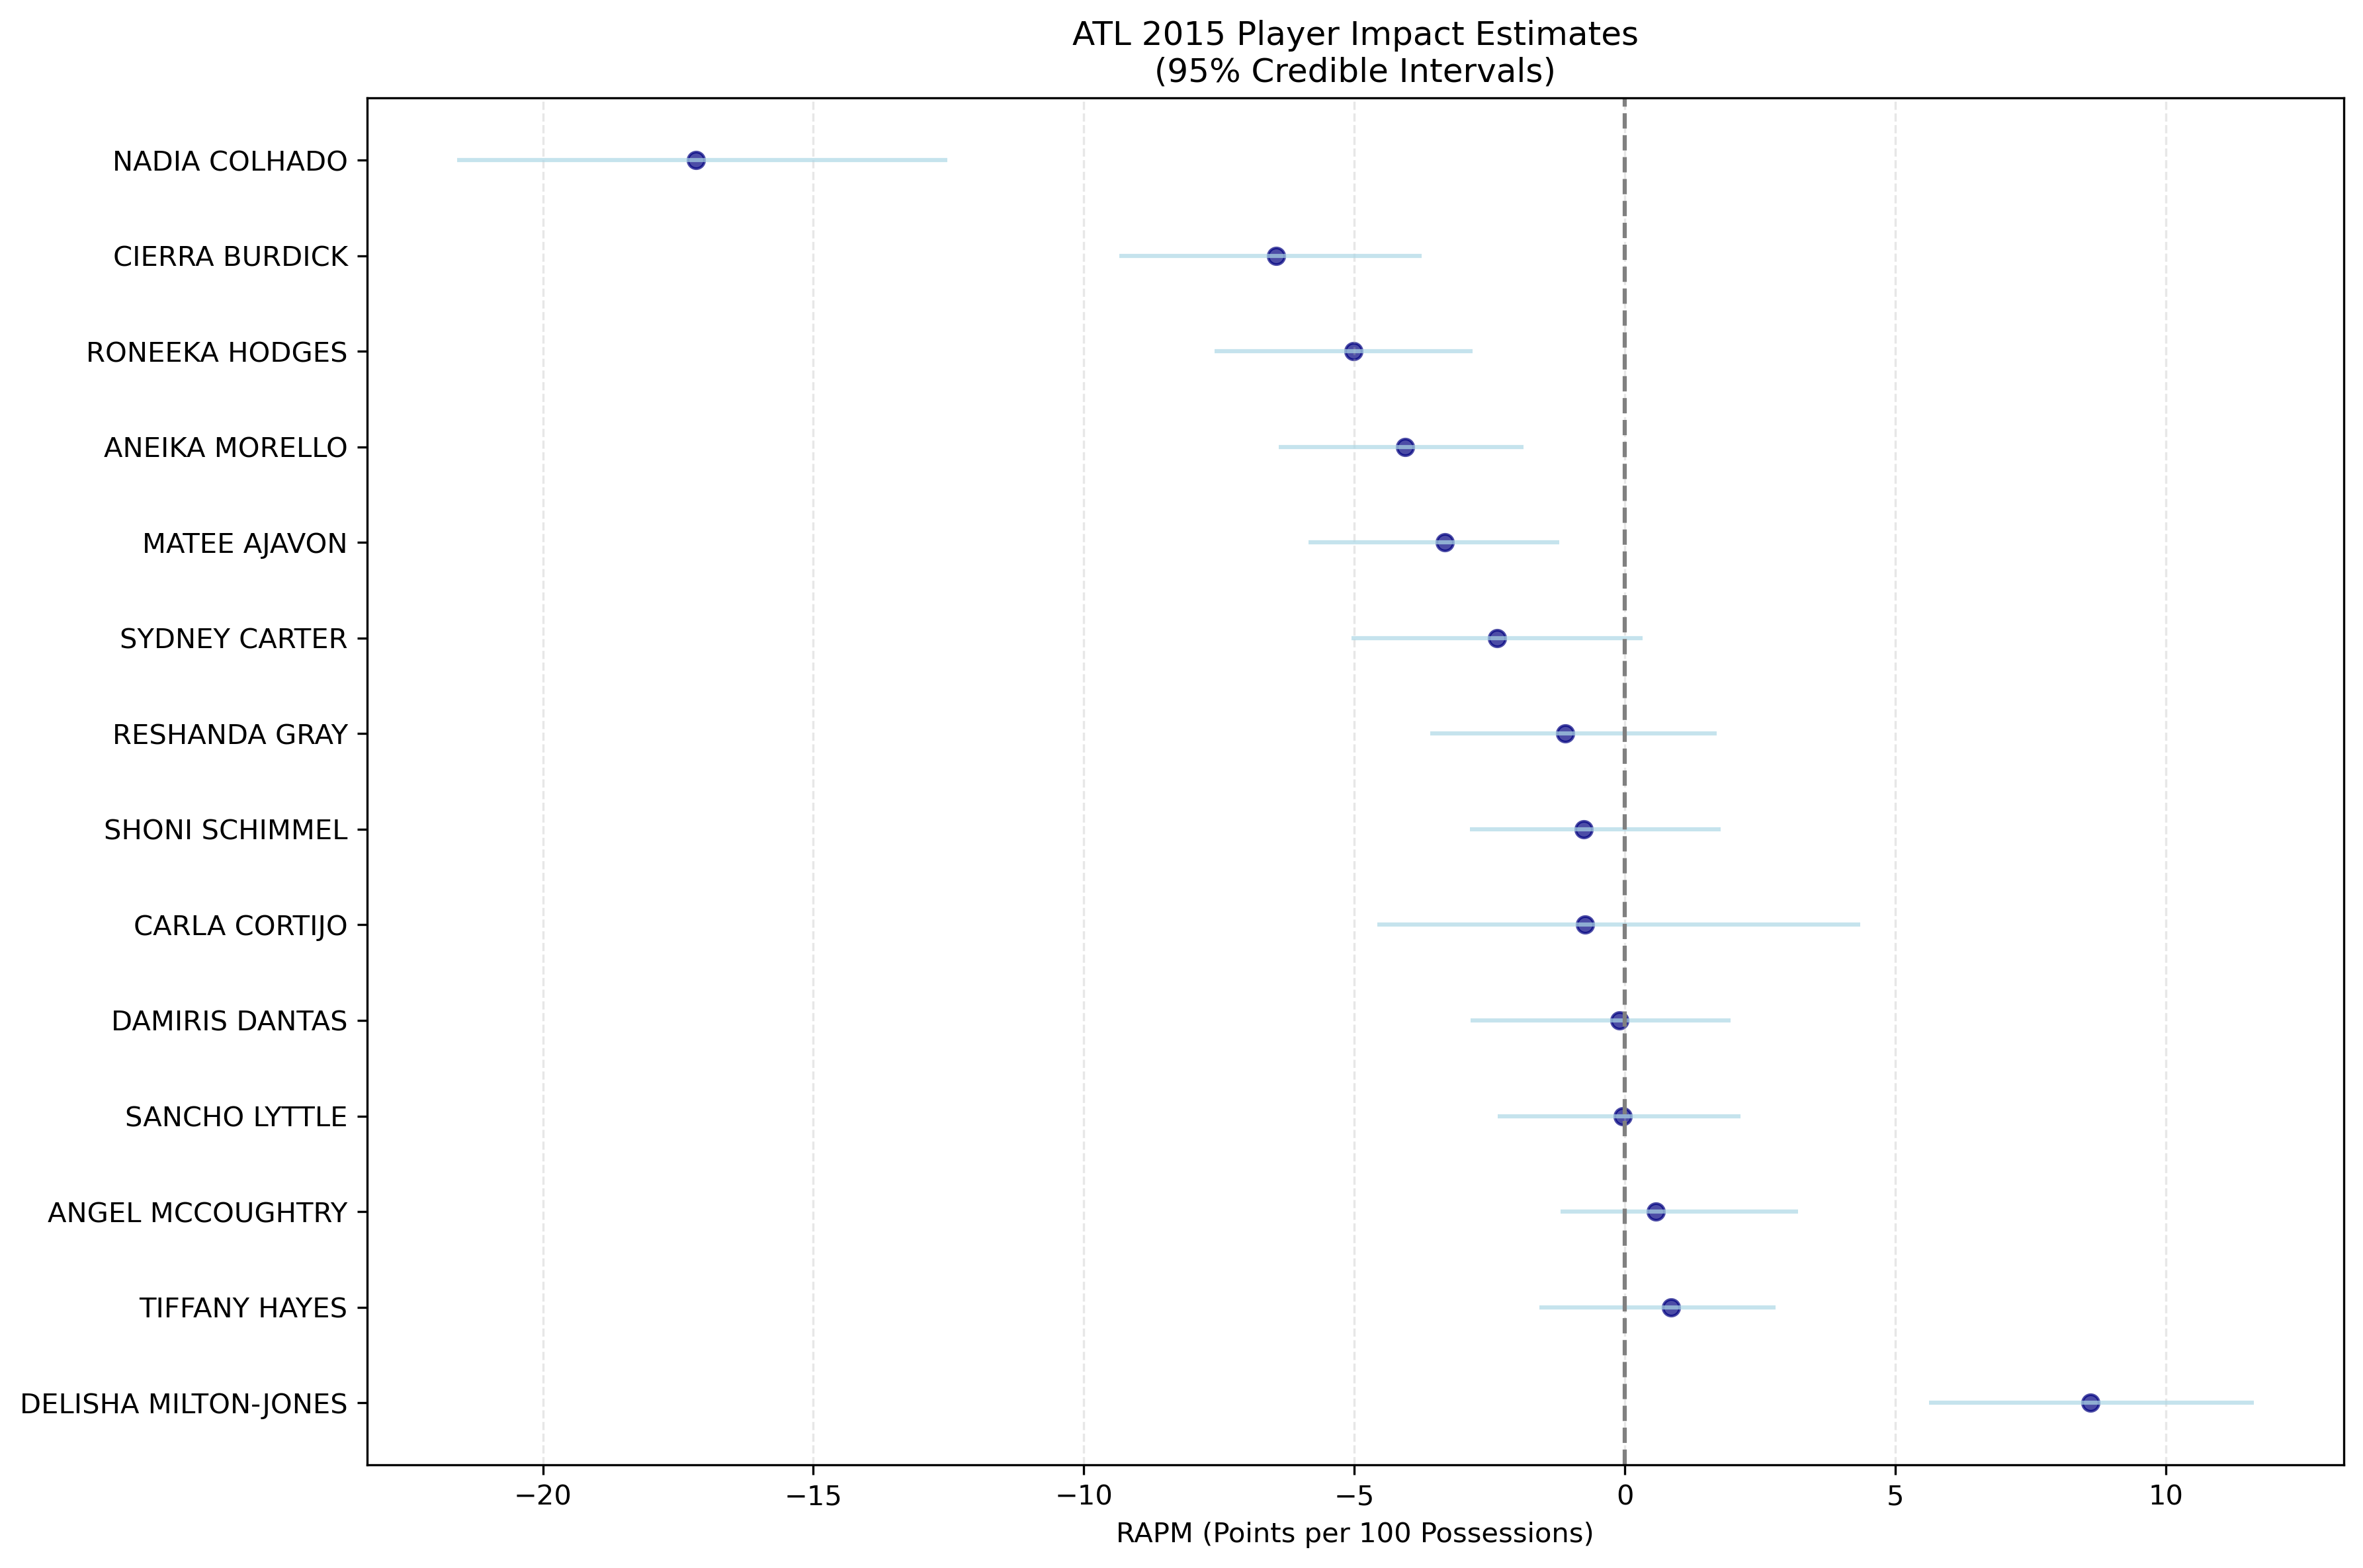 ATL 2015 Player Impact Estimates
(95% Credible Intervals)
NADIA COLHADO
CIERRA BURDICK
RONEEKA HODGES
ANEIKA MORELLO
MATEE AJAVON
SYDNEY CARTER
RESHANDA GRAY
SHONI SCHIMMEL
CARLA CORTIJO
DAMIRIS DANTAS
SANCHO LYTTLE
ANGEL MCCOUGHTRY
TIFFANY HAYES
DELISHA MILTON-JONES
−20 −15 −10 −5 0 5 10
RAPM (Points per 100 Possessions)